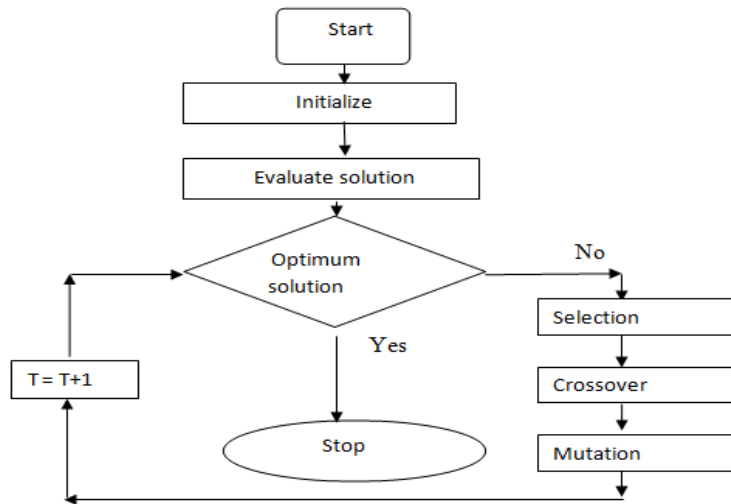 Start
Initialize
Evaluate solution
Optimum
solution
No
Yes
Selection
Crossover
Mutation
T = T+1
Stop